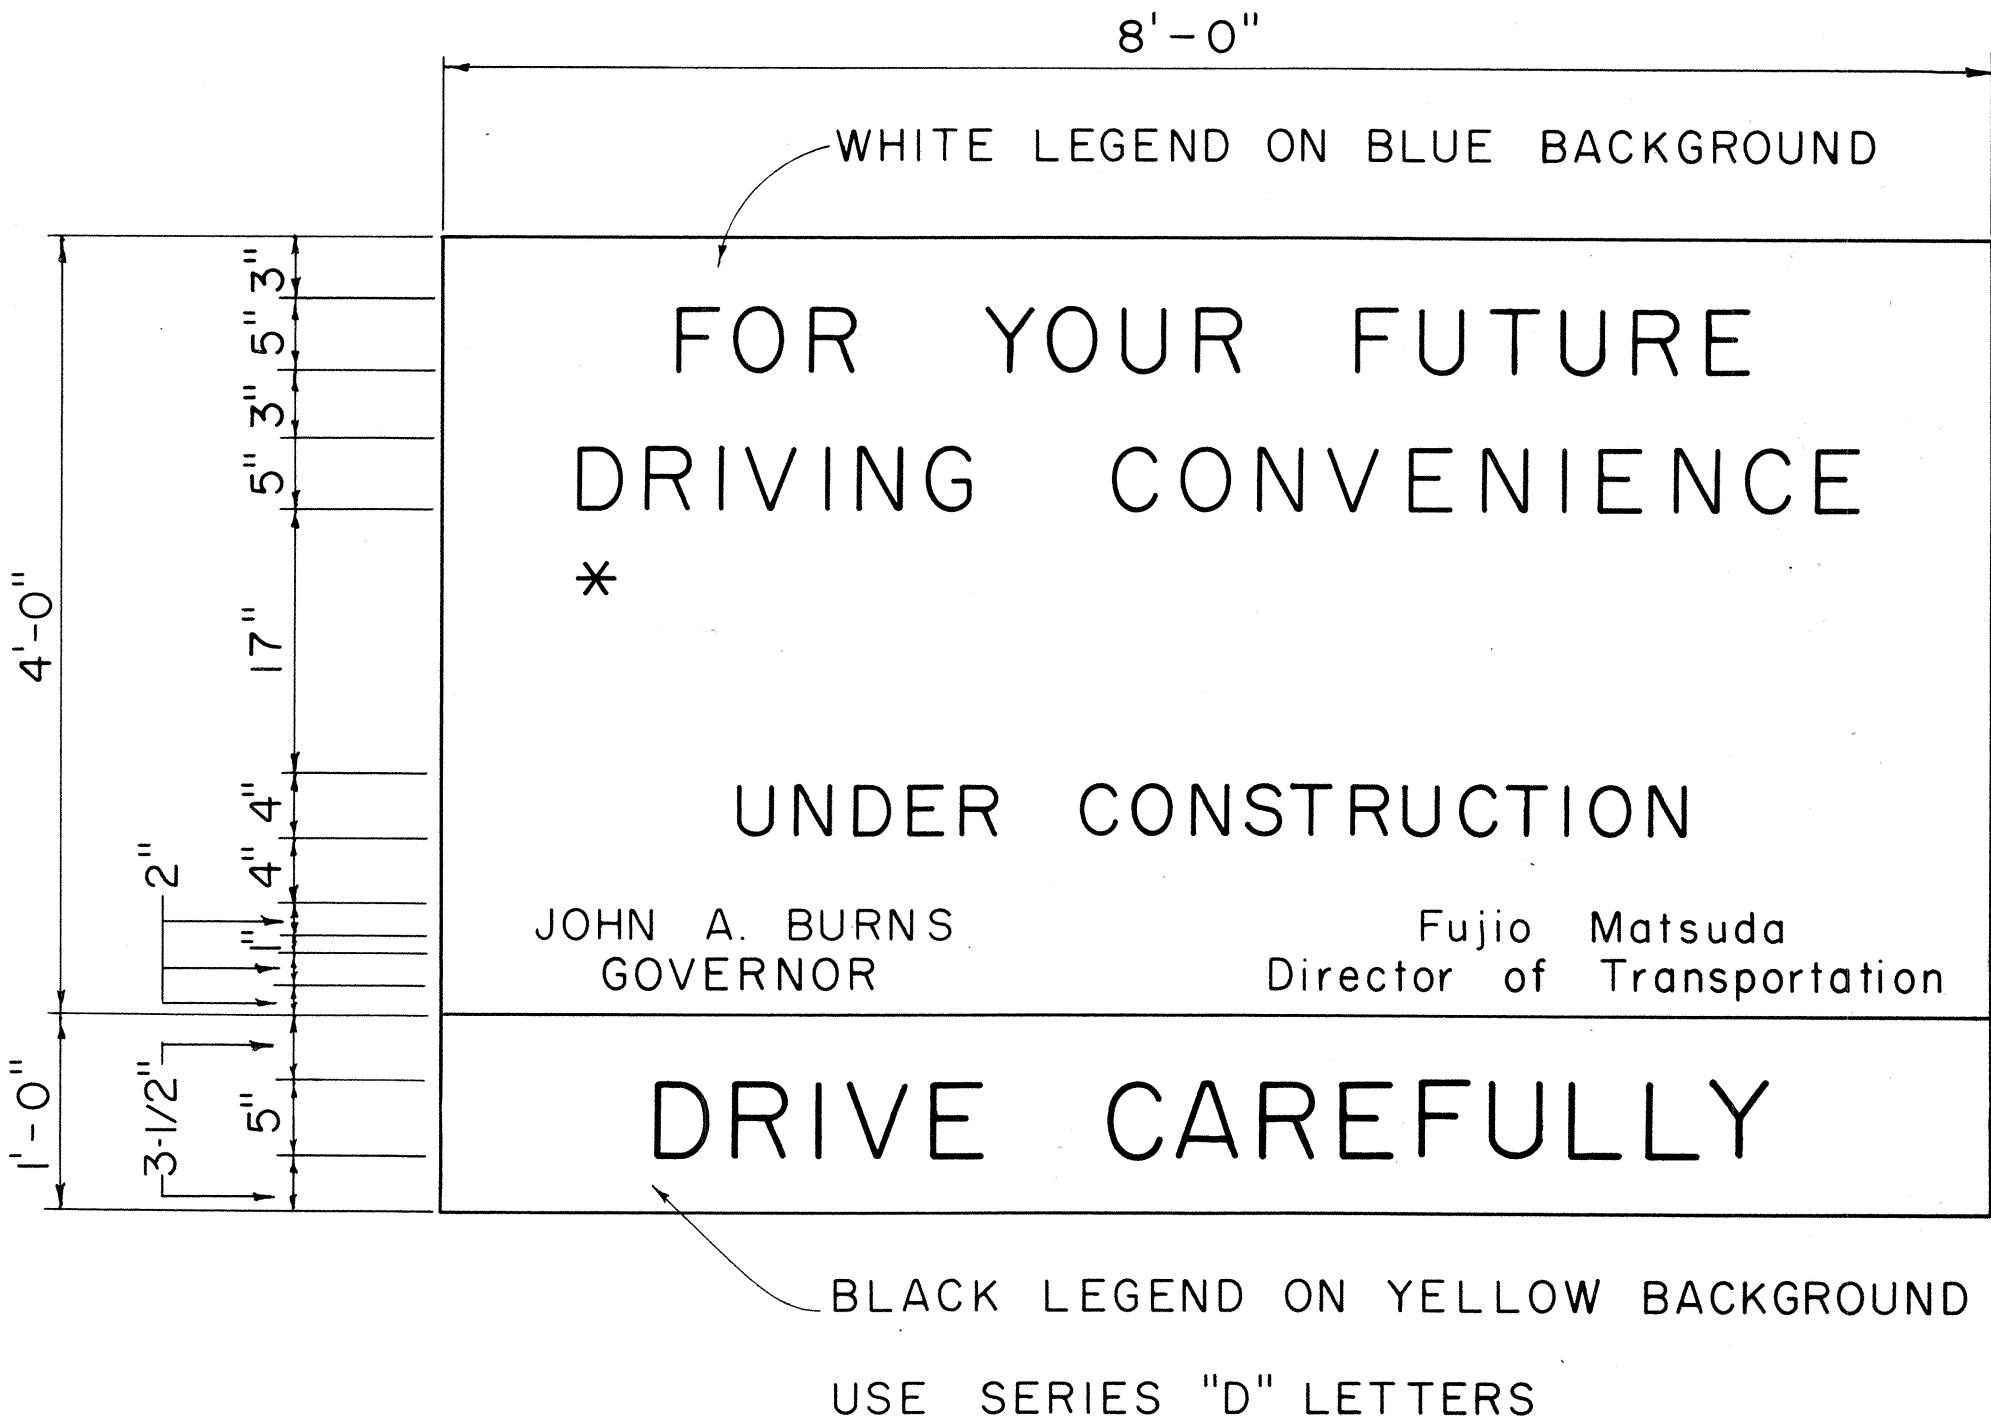 8'-0"
WHITE LEGEND ON BLUE BACKGROUND
3"
5"
3"
5"
17"
4"
4"
2"
1"
4'-0"
FOR YOUR FUTURE
DRIVING CONVENIENCE
*
UNDER CONSTRUCTION
JOHN A. BURNS
GOVERNOR
Fujio Matsuda
Director of Transportation
1'-0"
3-1/2"
5"
DRIVE CAREFULLY
BLACK LEGEND ON YELLOW BACKGROUND
USE SERIES "D" LETTERS